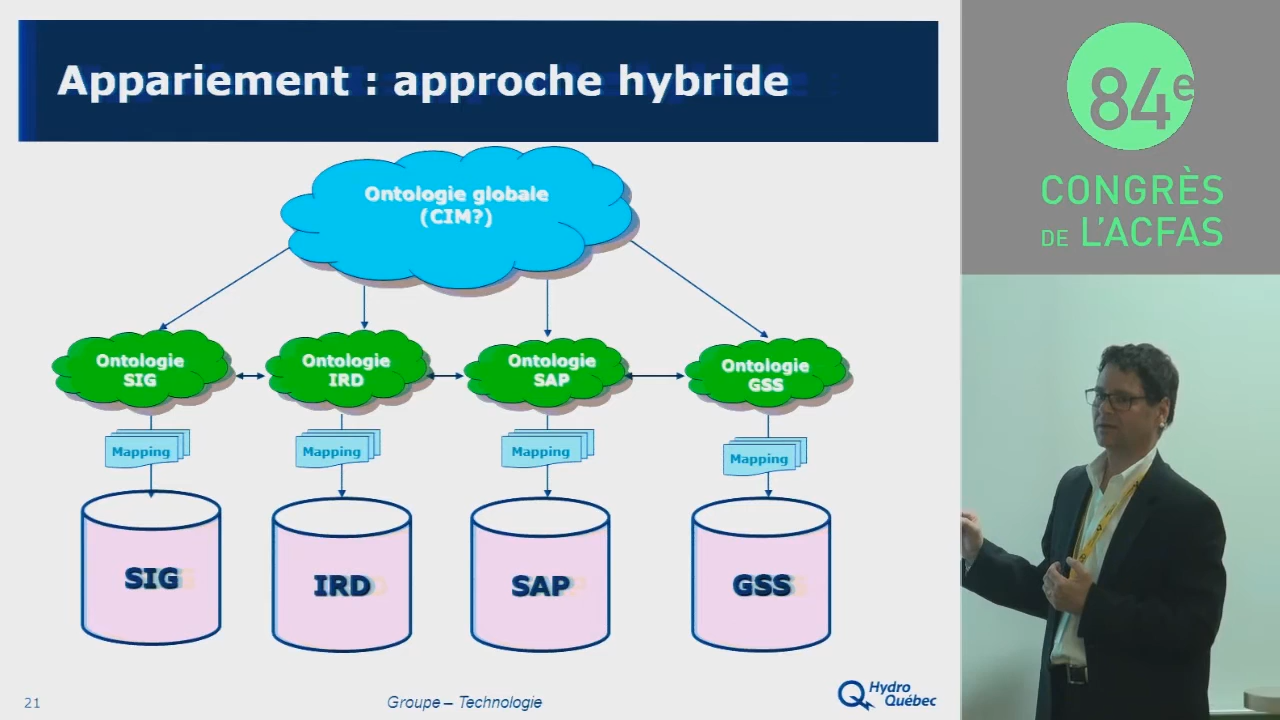 Appariement : approche hybride
Ontologie globale
(CIM?)
Ontologie
SIG
Ontologie
IRD
Ontologie
SAP
Ontologie
GSS
Mapping
Mapping
Mapping
Mapping
SIG
IRD
SAP
GSS
21
Groupe – Technologie
Hydro
Québec
84e
CONGRÈS
DE L'ACFAS